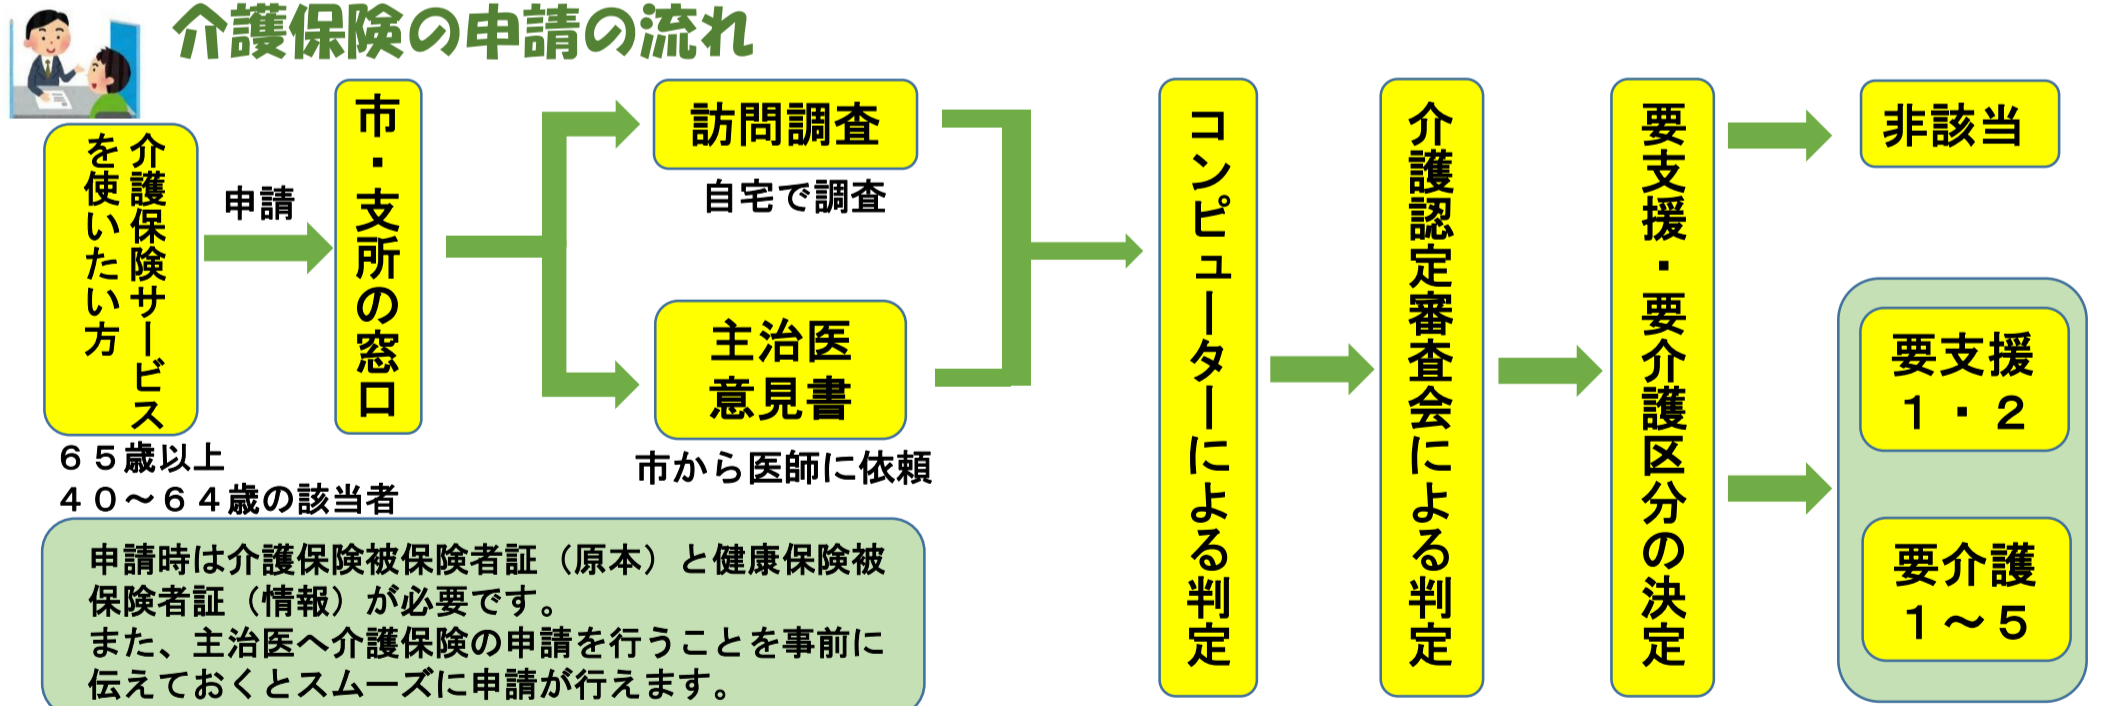 介護保険の申請の流れ
介護保険サービス
を使いたい方
65歳以上
40～64歳の該当者
申請
市・支所の窓口
訪問調査
自宅で調査
主治医
意見書
市から医師に依頼
コンピューターによる判定
介護認定審査会による判定
要支援・要介護区分の決定
非該当
要支援
1・2
要介護
1～5
申請時は介護保険被保険者証（原本）と健康保険被
保険者証（情報）が必要です。
また、主治医へ介護保険の申請を行うことを事前に
伝えておくとスムーズに申請が行えます。